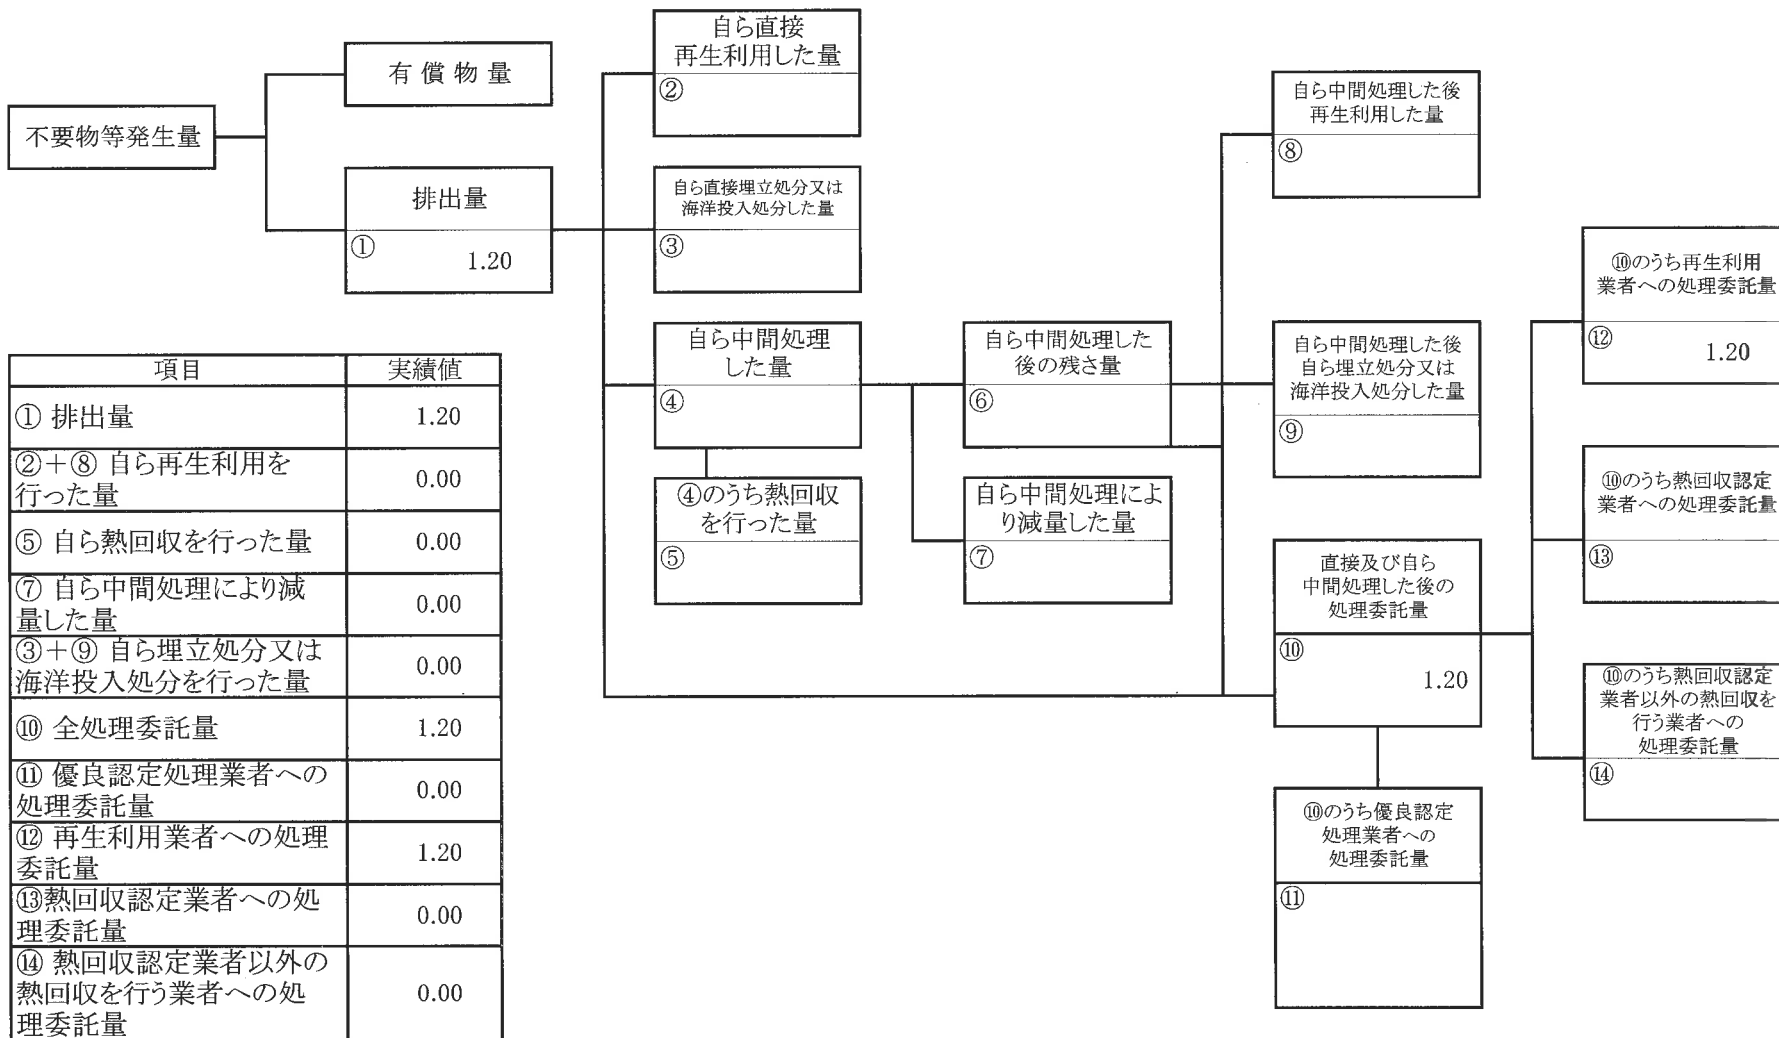 不要物等発生量
有償物量
排出量
①
1.20
自ら直接
再生利用した量
②
自ら直接埋立処分又は
海洋投入処分した量
③
自ら中間処理
した量
④
④のうち熱回収
を行った量
⑤
自ら中間処理した
後の残さ量
⑥
自ら中間処理によ
り減量した量
⑦
自ら中間処理した後
再生利用した量
⑧
自ら中間処理した後
自ら埋立処分又は
海洋投入処分した量
⑨
直接及び自ら
中間処理した後の
処理委託量
⑩
1.20
⑩のうち優良認定
処理業者への
処理委託量
⑪
⑩のうち再生利用
業者への処理委託量
⑫
1.20
⑩のうち熱回収認定
業者への処理委託量
⑬
⑩のうち熱回収認定
業者以外の熱回収を
行う業者への
処理委託量
⑭
項目 実績値
① 排出量 1.20
②+⑧ 自ら再生利用を
行った量 0.00
⑤ 自ら熱回収を行った量 0.00
⑦ 自ら中間処理により減
量した量 0.00
③+⑨ 自ら埋立処分又は
海洋投入処分を行った量 0.00
⑩ 全処理委託量 1.20
⑪ 優良認定処理業者への
処理委託量 0.00
⑫ 再生利用業者への処理
委託量 1.20
⑬熱回収認定業者への処
理委託量 0.00
⑭ 熱回収認定業者以外の
熱回収を行う業者への処
理委託量 0.00